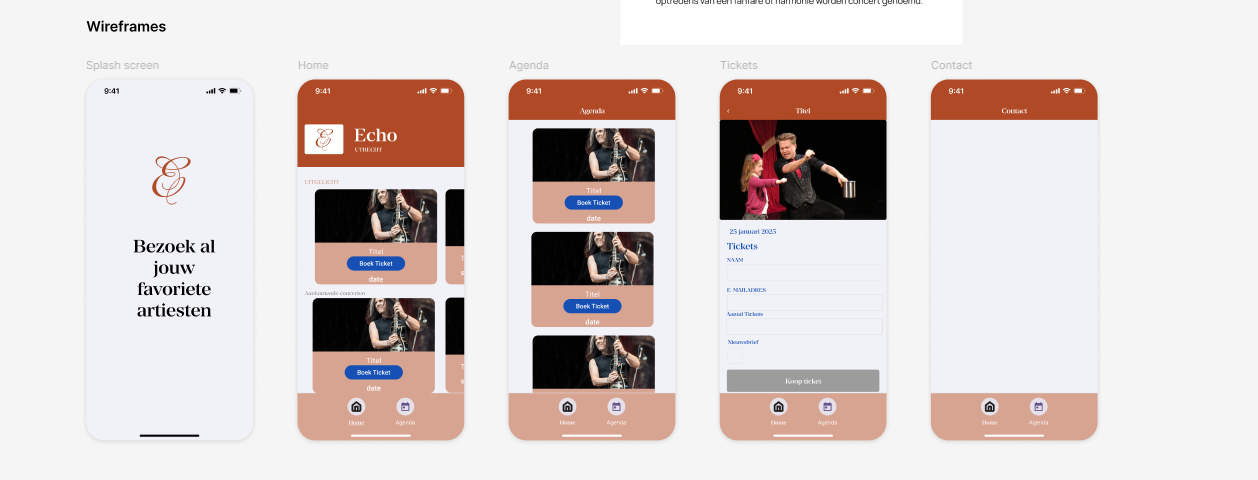 optredens van een fanfare of harmonie worden concert genoemd.
Wireframes
Splash screen
9:41
Bezoek al
jouw
favoriete
artiesten
Home
9:41
Echo
UTRECHT
UITGELICHT
Titel
Boek Ticket
date
Aankomende concerten
Titel
Boek Ticket
date
Home
Agenda
Agenda
9:41
Agenda
Titel
Boek Ticket
date
Titel
Boek Ticket
date
Home
Agenda
Tickets
9:41
Titel
25 januari 2025
Tickets
NAAM
E-MAILADRES
Aantal Tickets
Nieuwsbrief
Koop ticket
Home
Agenda
Contact
9:41
Contact
Home
Agenda